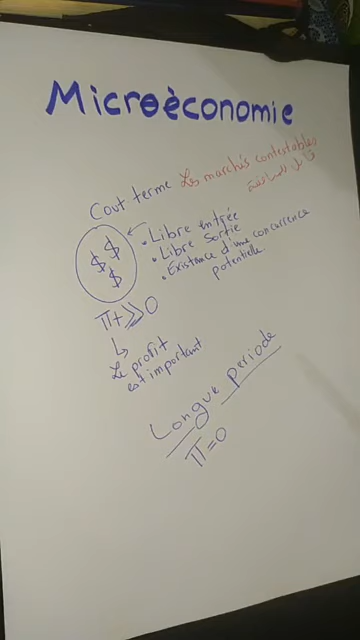 Microèconomie
Cout terme Les marchés contestables
• Libre entrée
• Libre sortie
• Existance d'une concurrence
potentielle
$ $
$
Π+ >>> 0
↳ Le profit
est important
Longue periode
Π=0